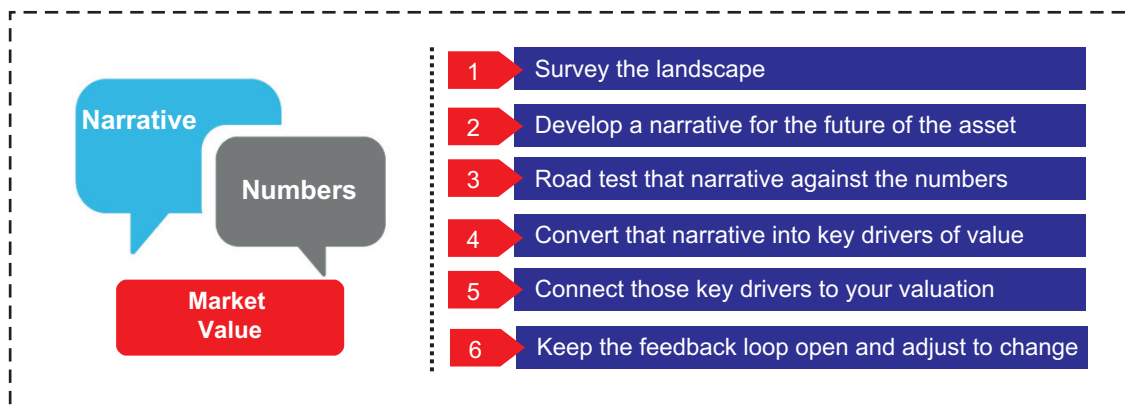 Narrative
Numbers
Market
Value
1 Survey the landscape
2 Develop a narrative for the future of the asset
3 Road test that narrative against the numbers
4 Convert that narrative into key drivers of value
5 Connect those key drivers to your valuation
6 Keep the feedback loop open and adjust to change